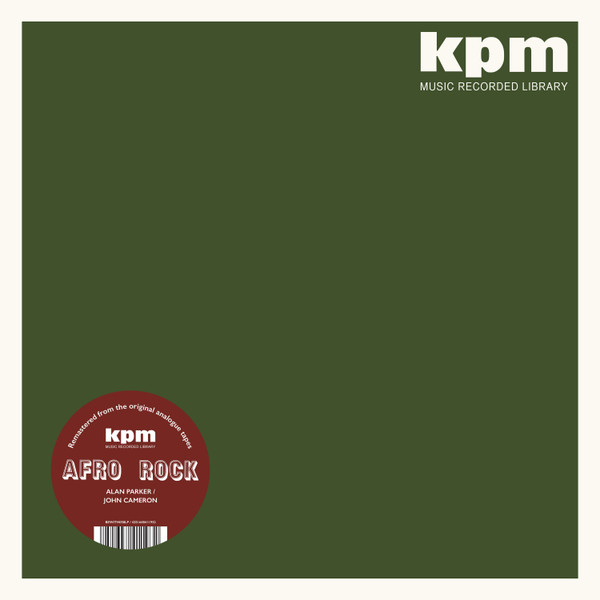 kpm
MUSIC RECORDED LIBRARY
Remastered from the original analogue tapes
kpm
MUSIC RECORDED LIBRARY
AFRO ROCK
ALAN PARKER /
JOHN CAMERON